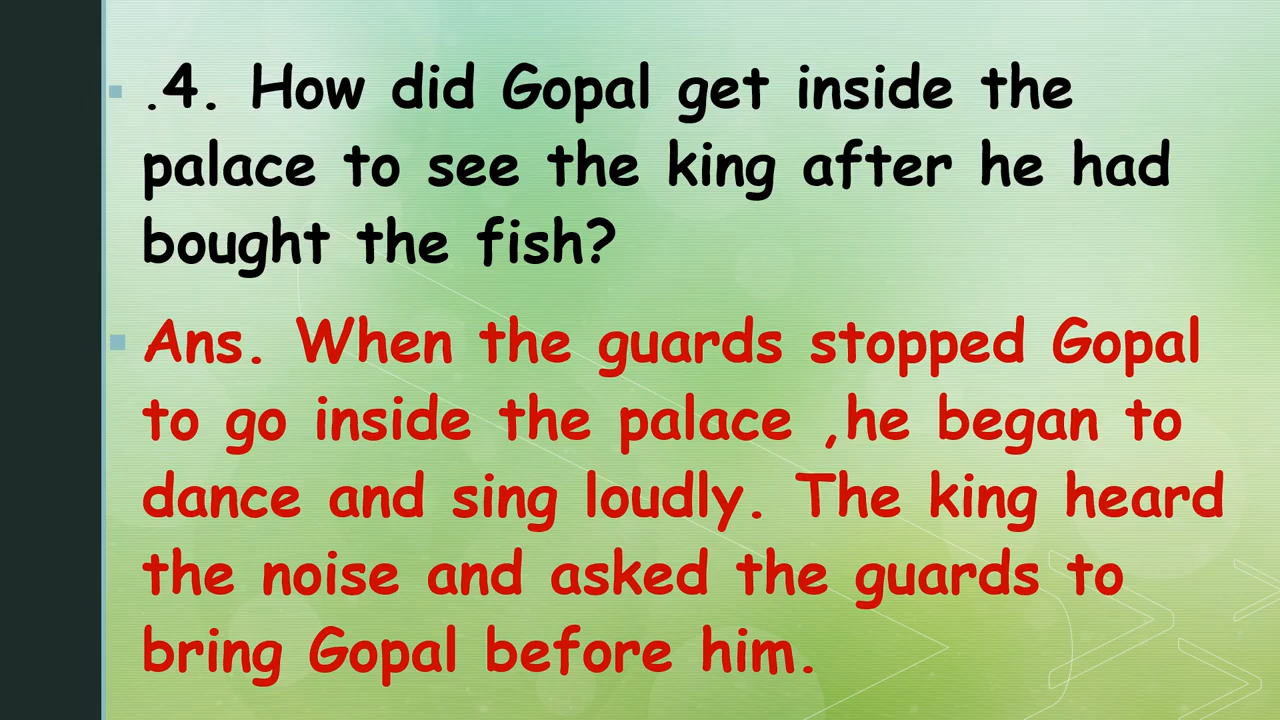 .4. How did Gopal get inside the
palace to see the king after he had
bought the fish?
Ans. When the guards stopped Gopal
to go inside the palace ,he began to
dance and sing loudly. The king heard
the noise and asked the guards to
bring Gopal before him.